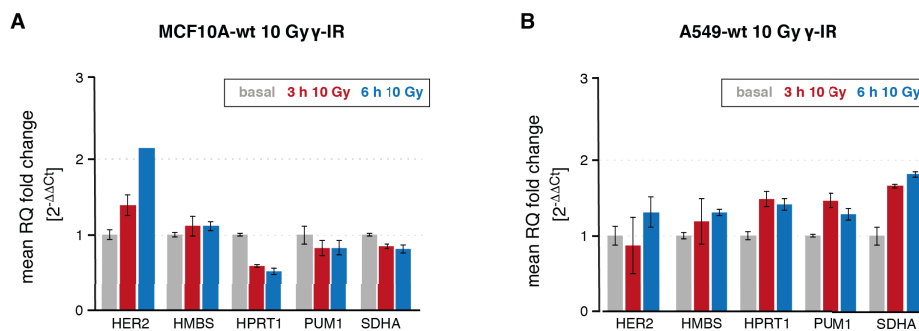 A
MCF10A-wt 10 Gy γ-IR
3
2
1
0
mean RQ fold change
[2-ΔΔCt]
basal 3 h 10 Gy 6 h 10 Gy
HER2 HMBS HPRT1 PUM1 SDHA
B
A549-wt 10 Gy γ-IR
3
2
1
0
mean RQ fold change
[2-ΔΔCt]
basal 3 h 10 Gy 6 h 10 Gy
HER2 HMBS HPRT1 PUM1 SDHA